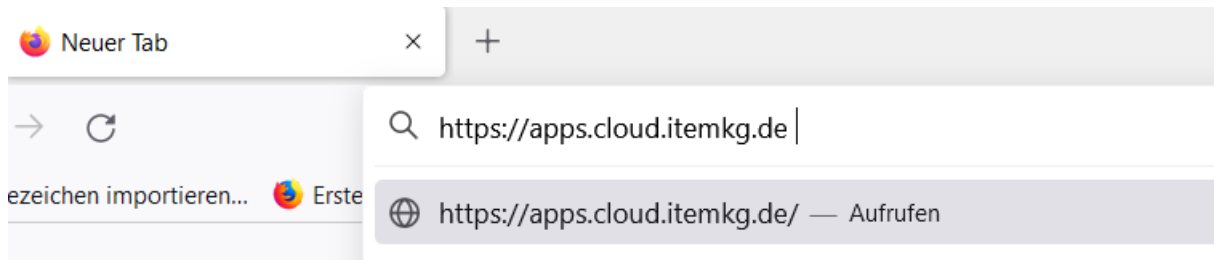 Neuer Tab
https://apps.cloud.itemkg.de
ezeichen importieren... Erste
https://apps.cloud.itemkg.de/ — Aufrufen